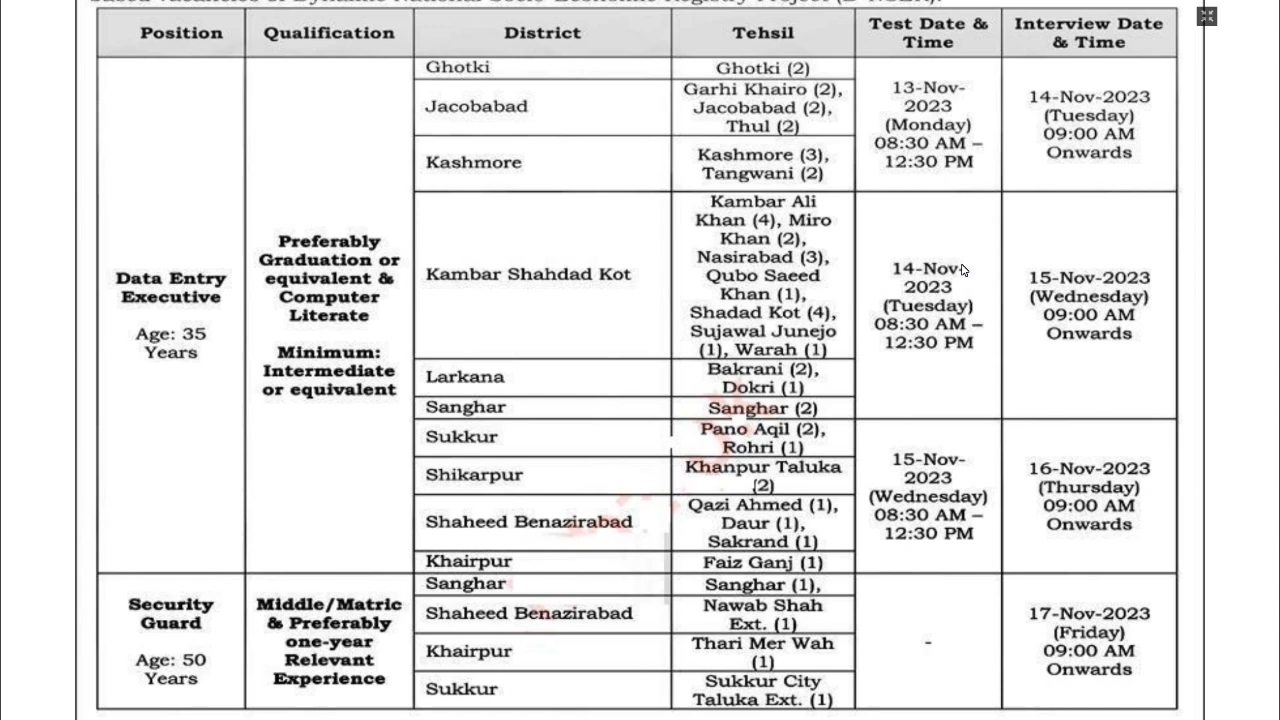 Based Vacancies of Dynamic National Socio-Economic Registry Project (D-NSER):
Position
Qualification
District
Tehsil
Test Date &
Time
Interview Date
& Time
Data Entry
Executive
Age: 35
Years
Preferably
Graduation or
equivalent &
Computer
Literate
Minimum:
Intermediate
or equivalent
Ghotki
Ghotki (2)
Jacobabad
Garhi Khairo (2),
Jacobabad (2),
Thul (2)
Kashmore
Kashmore (3),
Tangwani (2)
13-Nov-
2023
(Monday)
08:30 AM –
12:30 PM
14-Nov-2023
(Tuesday)
09:00 AM
Onwards
Kambar Shahdad Kot
Kambar Ali
Khan (4), Miro
Khan (2),
Nasirabad (3),
Qubo Saeed
Khan (1),
Shadad Kot (4),
Sujawal Junejo
(1), Warah (1)
Larkana
Bakrani (2),
Dokri (1)
Sanghar
Sanghar (2)
14-Nov-
2023
(Tuesday)
08:30 AM –
12:30 PM
15-Nov-2023
(Wednesday)
09:00 AM
Onwards
Sukkur
Pano Aqil (2),
Rohri (1)
Shikarpur
Khanpur Taluka
(2)
Shaheed Benazirabad
Qazi Ahmed (1),
Daur (1),
Sakrand (1)
Khairpur
Faiz Ganj (1)
15-Nov-
2023
(Wednesday)
08:30 AM –
12:30 PM
16-Nov-2023
(Thursday)
09:00 AM
Onwards
Security
Guard
Age: 50
Years
Middle/Matric
& Preferably
one-year
Relevant
Experience
Sanghar
Sanghar (1),
Shaheed Benazirabad
Nawab Shah
Ext. (1)
Khairpur
Thari Mer Wah
(1)
Sukkur
Sukkur City
Taluka Ext. (1)
-
17-Nov-2023
(Friday)
09:00 AM
Onwards